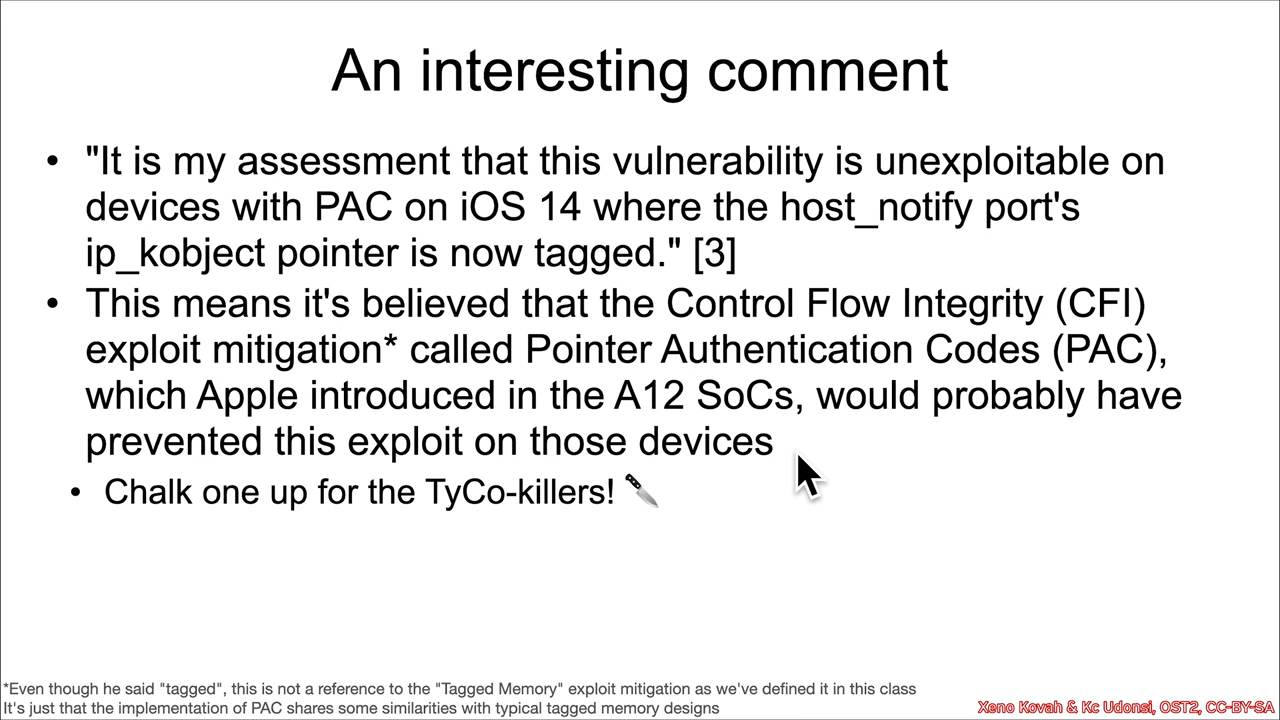 An interesting comment
• "It is my assessment that this vulnerability is unexploitable on
devices with PAC on iOS 14 where the host_notify port's
ip_kobject pointer is now tagged." [3]
• This means it's believed that the Control Flow Integrity (CFI)
exploit mitigation* called Pointer Authentication Codes (PAC),
which Apple introduced in the A12 SoCs, would probably have
prevented this exploit on those devices
• Chalk one up for the TyCo-killers! 🔪
*Even though he said "tagged", this is not a reference to the "Tagged Memory" exploit mitigation as we've defined it in this class
It's just that the implementation of PAC shares some similarities with typical tagged memory designs
Xeno Kovah & Kc Udonsi, OST2, CC-BY-SA